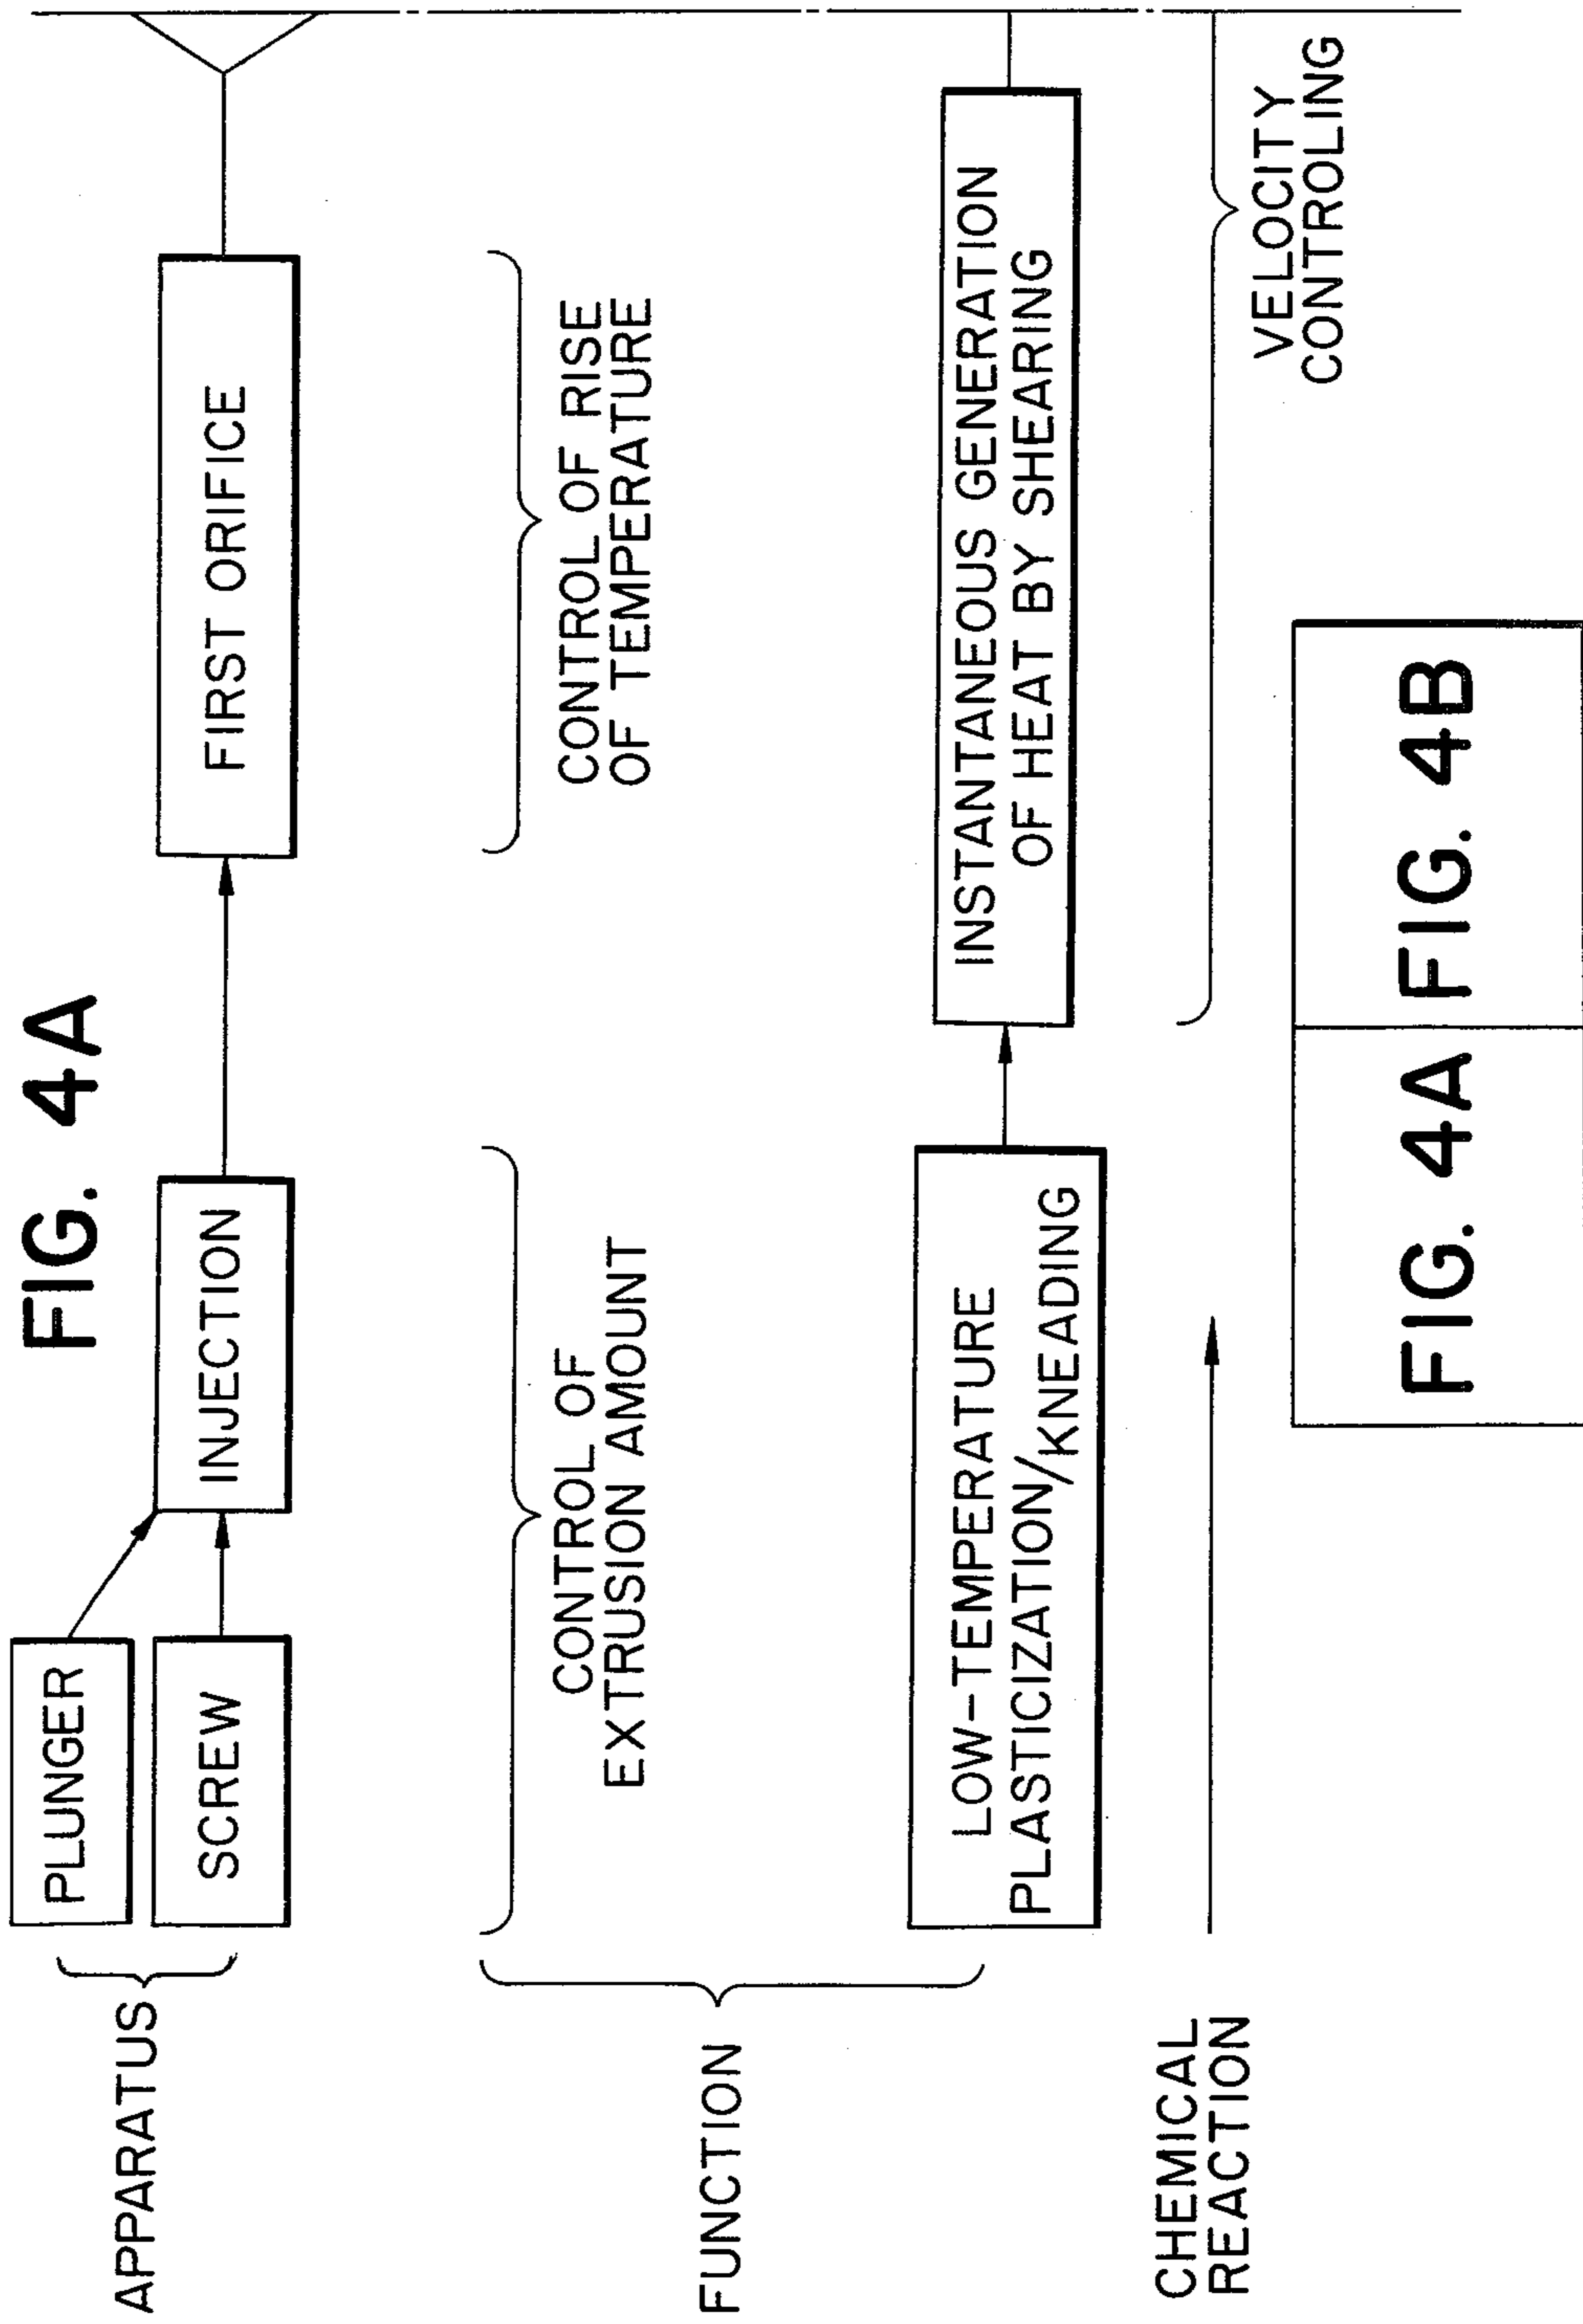 FIG. 4A
APPARATUS
PLUNGER
SCREW
INJECTION
FIRST ORIFICE
FUNCTION
CONTROL OF
EXTRUSION AMOUNT
CONTROL OF RISE
OF TEMPERATURE
LOW-TEMPERATURE
PLASTICIZATION/KNEADING
INSTANTANEOUS GENERATION
OF HEAT BY SHEARING
CHEMICAL
REACTION
VELOCITY
CONTROLING
FIG. 4A
FIG. 4B